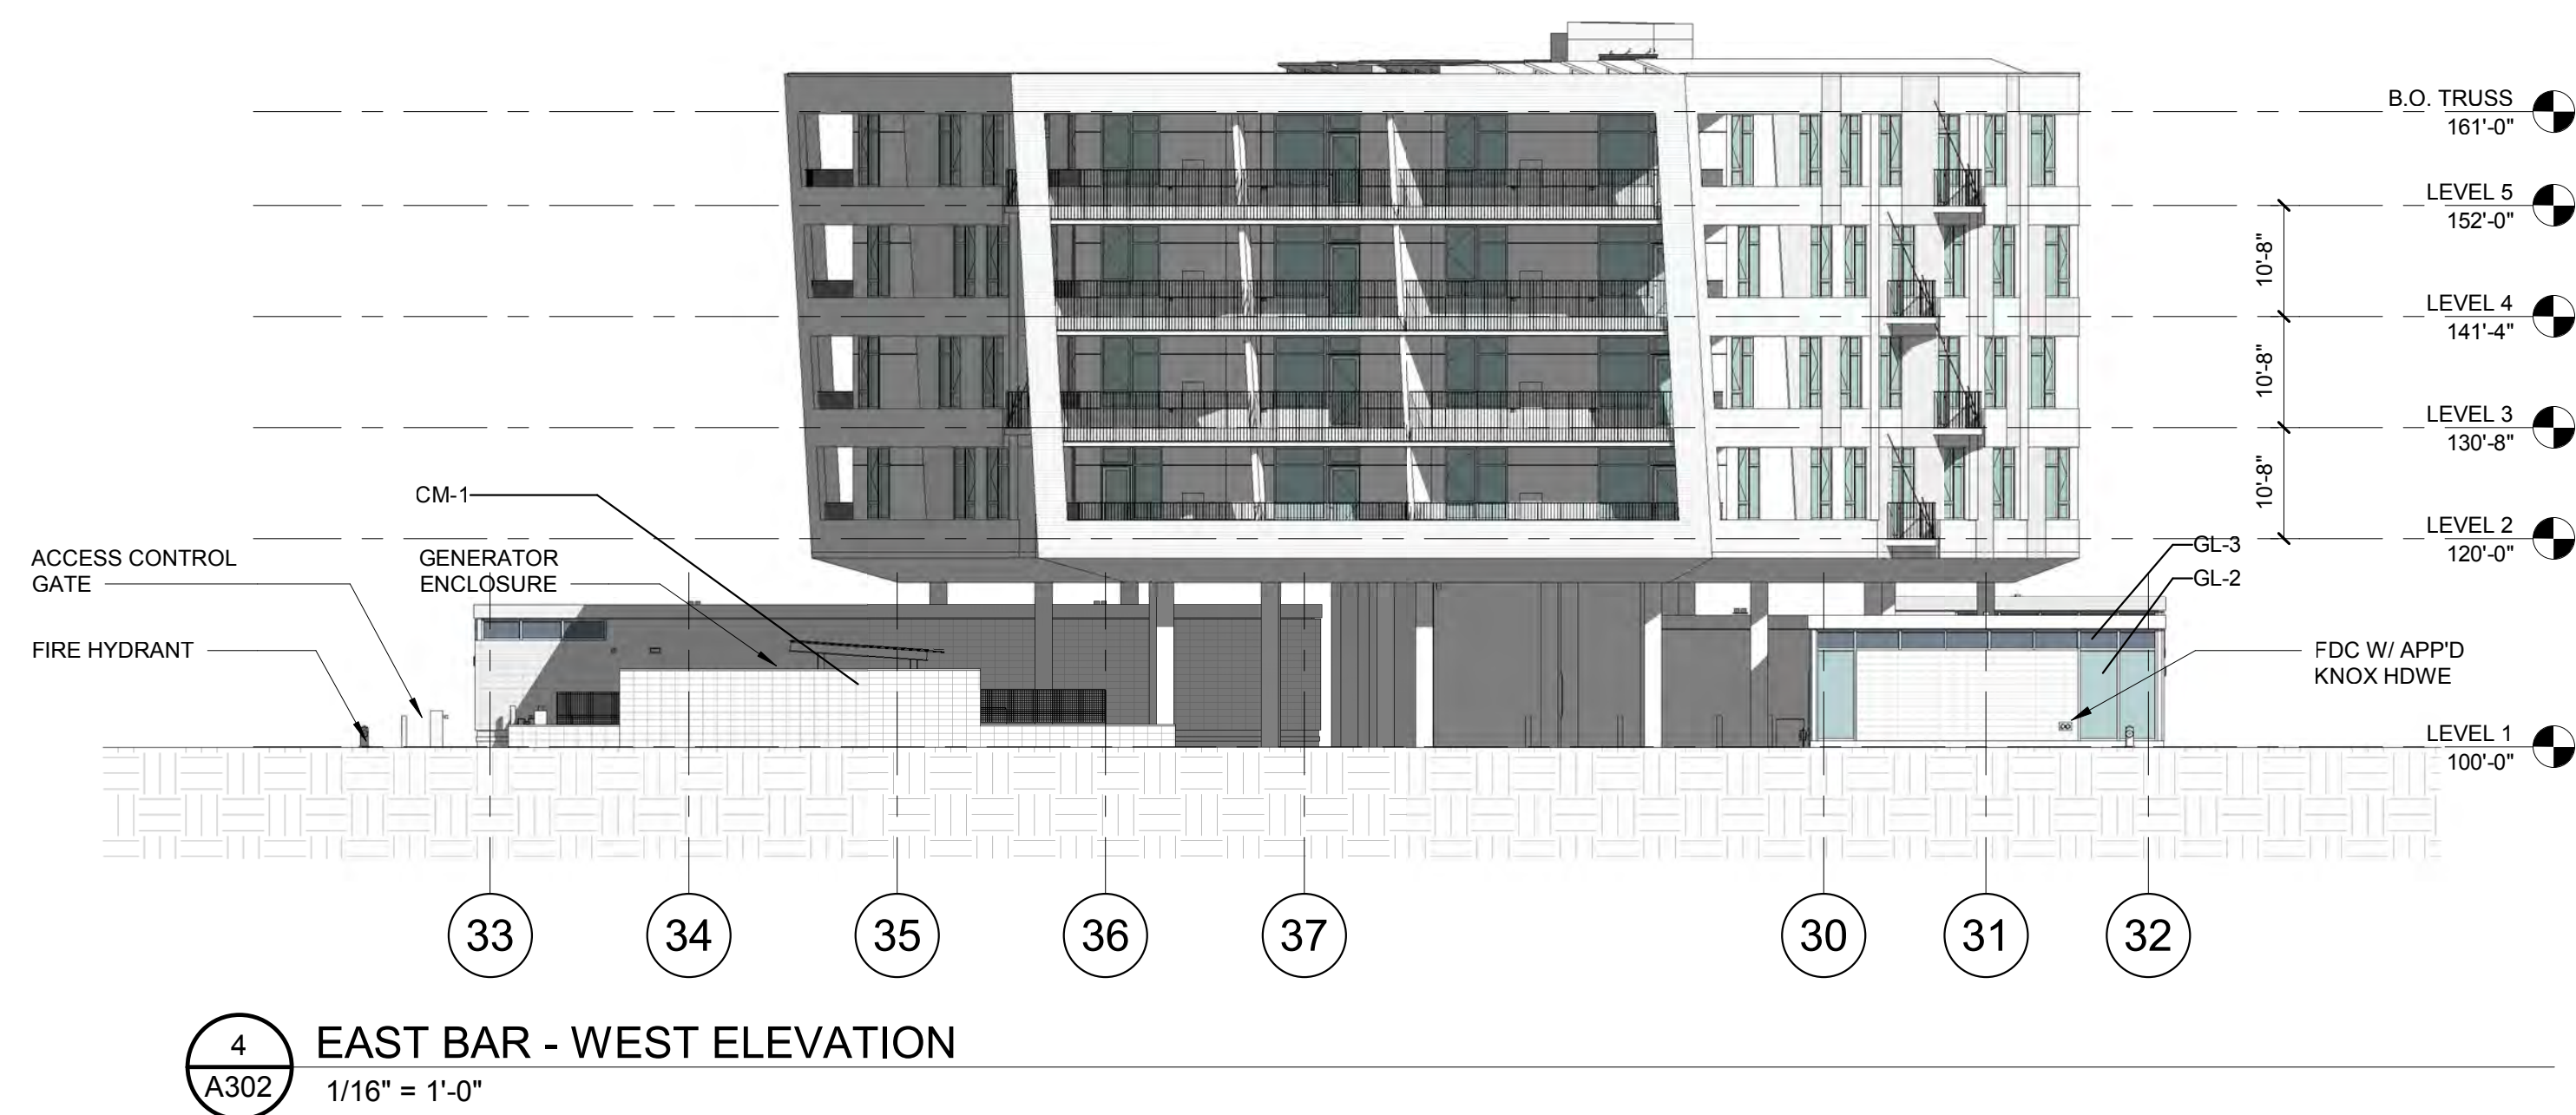 B.O. TRUSS
161'-0"
LEVEL 5
152'-0"
10'-8"
LEVEL 4
141'-4"
10'-8"
LEVEL 3
130'-8"
10'-8"
LEVEL 2
120'-0"
CM-1
ACCESS CONTROL
GATE
GENERATOR
ENCLOSURE
FIRE HYDRANT
GL-3
GL-2
FDC W/ APP'D
KNOX HDWE
LEVEL 1
100'-0"
33
34
35
36
37
30
31
32
4
A302
EAST BAR - WEST ELEVATION
1/16" = 1'-0"